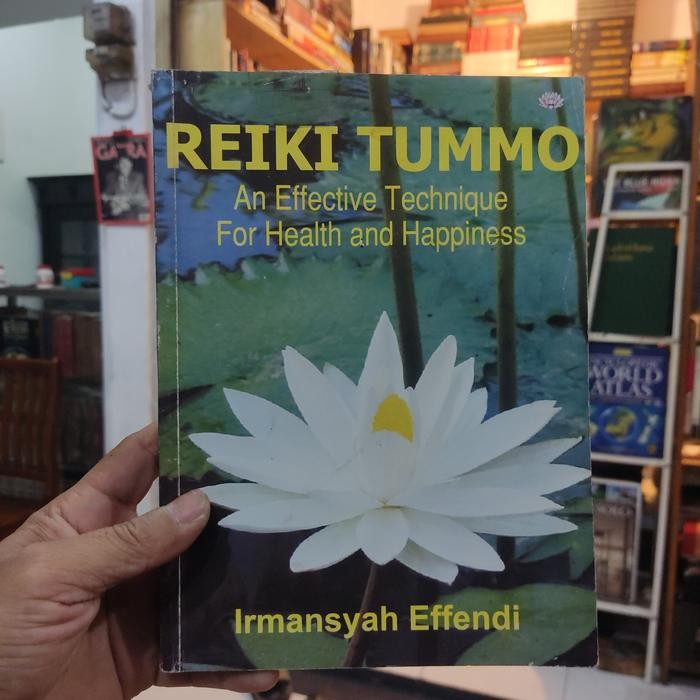 REIKI TUMMO
An Effective Technique
For Health and Happiness
Irmansyah Effendi
WORLD
ATLAS